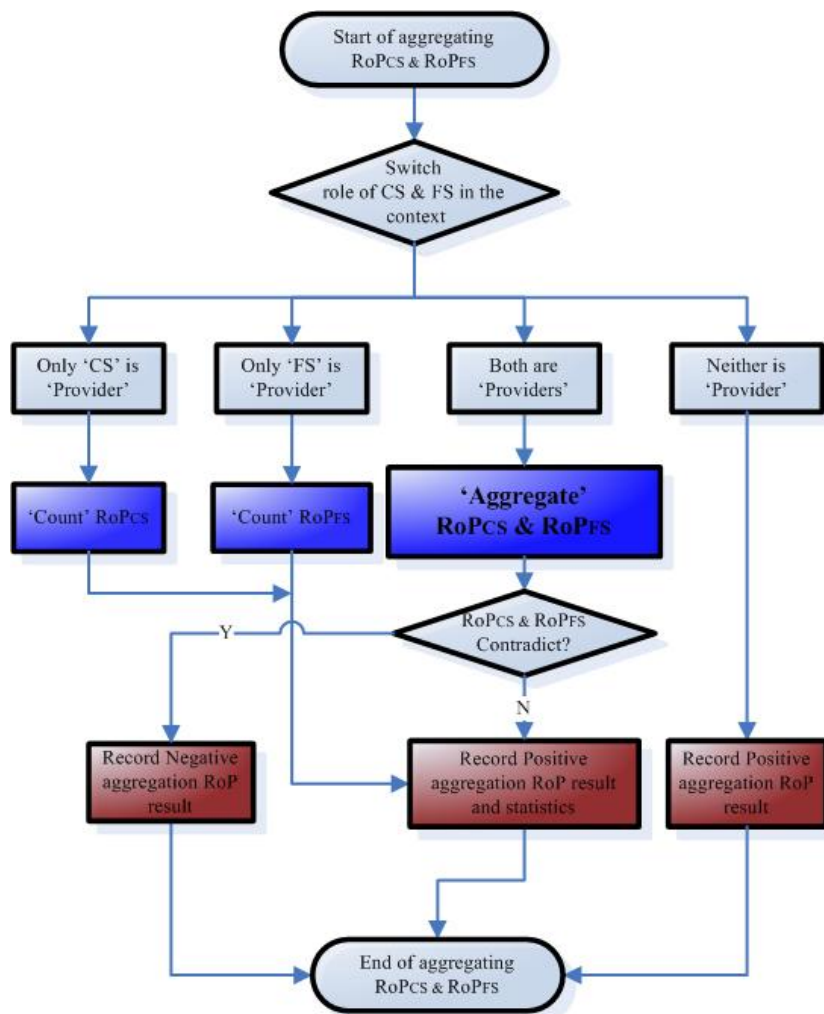 Start of aggregating
RoPCS & RoPFS
Switch
role of CS & FS in the
context
Only ‘CS’ is
‘Provider’
Only ‘FS’ is
‘Provider’
Both are
‘Providers’
Neither is
‘Provider’
‘Count’ RoPCS
‘Count’ RoPFS
‘Aggregate’
RoPCS & RoPFS
RoPCS & RoPFS
Contradict?
Y
N
Record Negative
aggregation RoP
result
Record Positive
aggregation RoP result
and statistics
Record Positive
aggregation RoP
result
End of aggregating
RoPCS & RoPFS